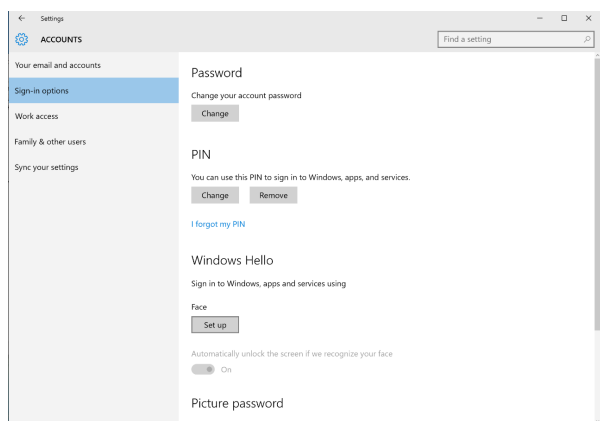 Settings
ACCOUNTS
Find a setting
Your email and accounts
Sign-in options
Work access
Family & other users
Sync your settings
Password
Change your account password
Change
PIN
You can use this PIN to sign in to Windows, apps, and services.
Change Remove
I forgot my PIN
Windows Hello
Sign in to Windows, apps and services using
Face
Set up
Automatically unlock the screen if we recognize your face
On
Picture password